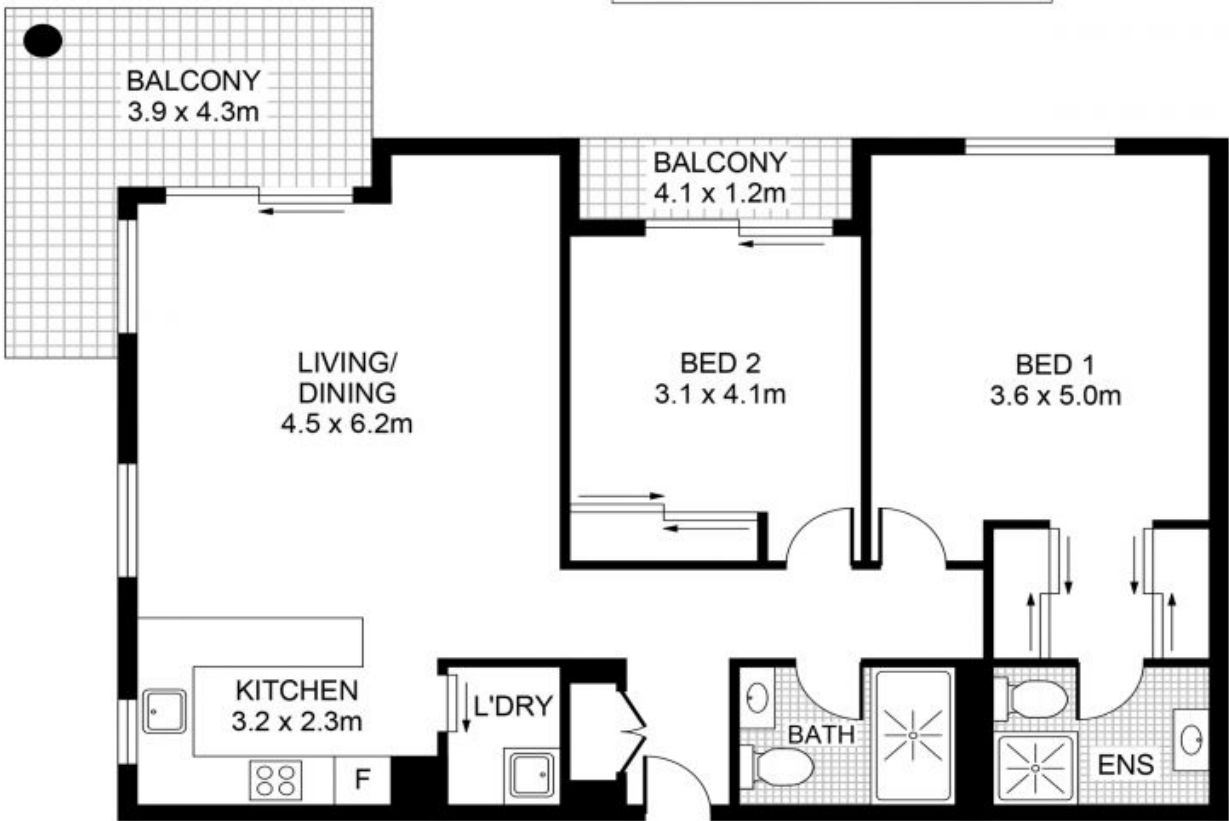 BALCONY
3.9 x 4.3m
BALCONY
4.1 x 1.2m
LIVING/
DINING
4.5 x 6.2m
BED 2
3.1 x 4.1m
BED 1
3.6 x 5.0m
KITCHEN
3.2 x 2.3m
F
L'DRY
BATH
ENS